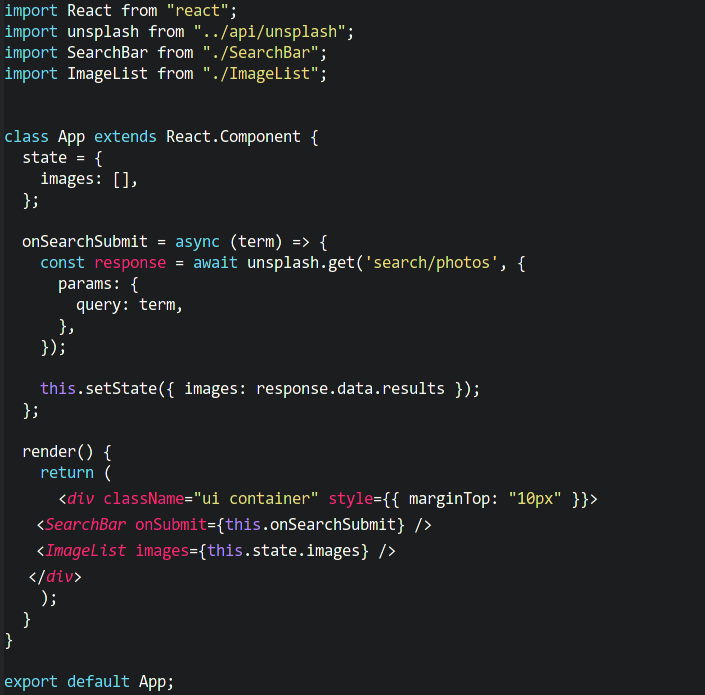 import React from "react";
import unsplash from "../api/unsplash";
import SearchBar from "./SearchBar";
import ImageList from "./ImageList";
class App extends React.Component {
  state = {
    images: [],
  };
  onSearchSubmit = async (term) => {
    const response = await unsplash.get('search/photos', {
      params: {
        query: term,
      },
    });
    this.setState({ images: response.data.results });
  };
  render() {
    return (
      <div className="ui container" style={{ marginTop: "10px" }}>
    <SearchBar onSubmit={this.onSearchSubmit} />
    <ImageList images={this.state.images} />
   </div>
    );
  }
}
export default App;